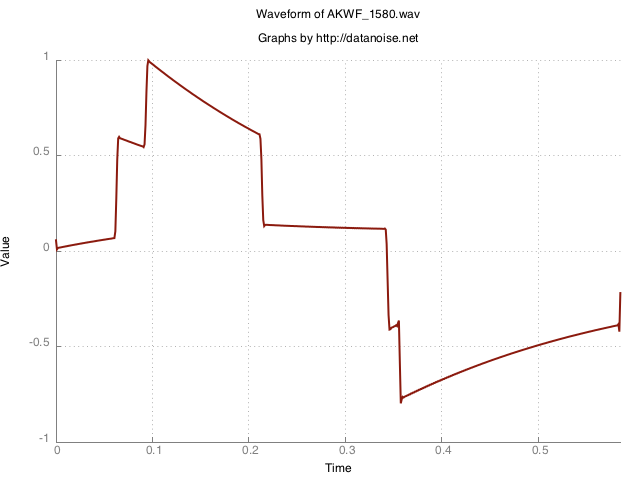 Waveform of AKWF_1580.wav
Graphs by http://datanoise.net
1
0.5
0
-0.5
-1
Value
0 0.1 0.2 0.3 0.4 0.5
Time